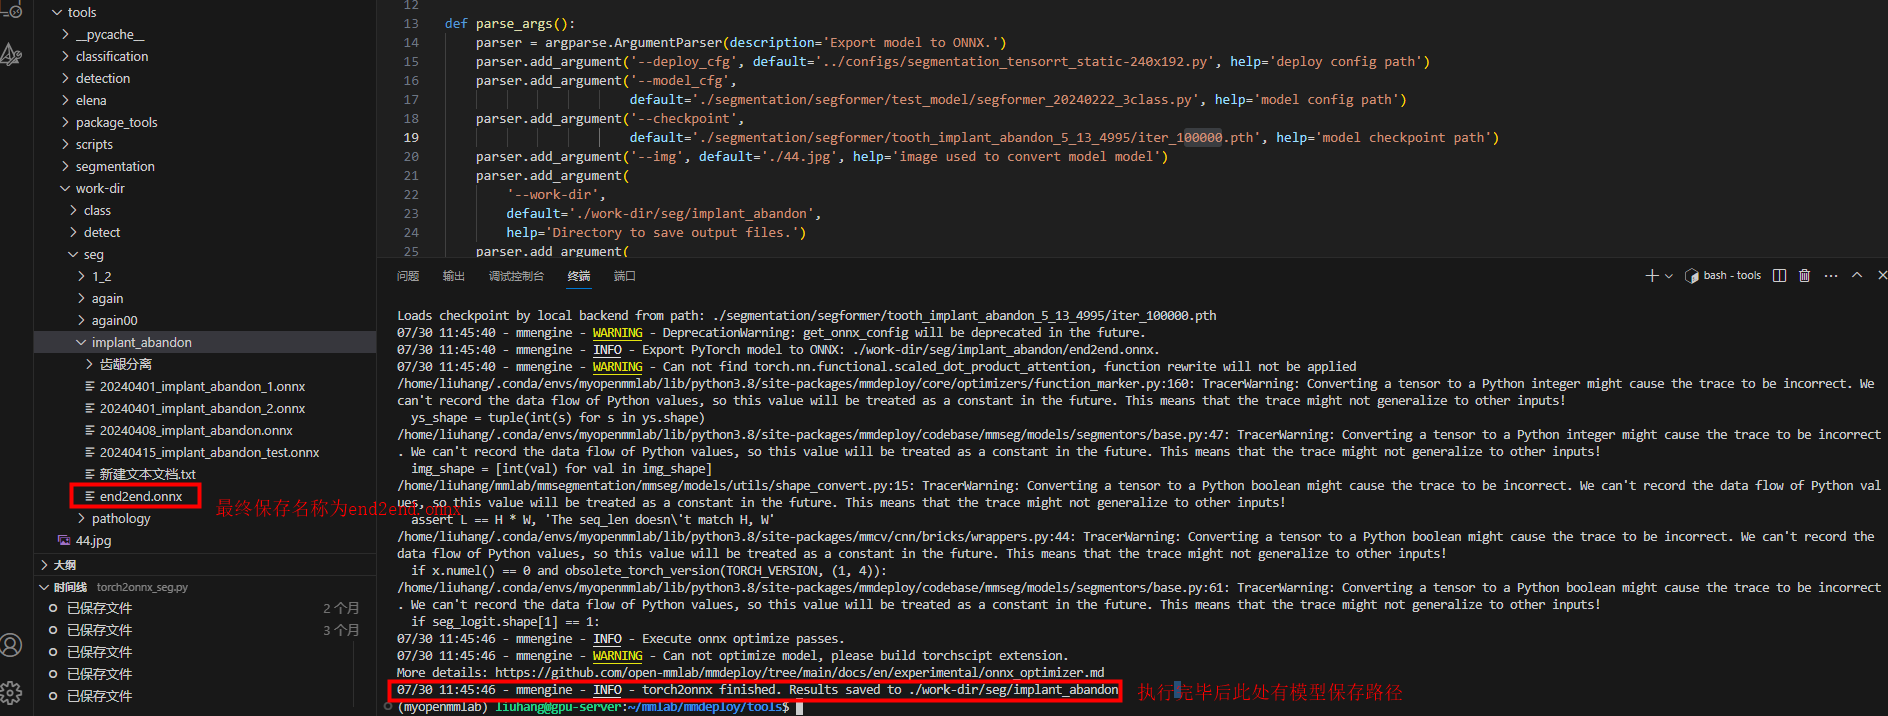 tools
__pycache__
classification
detection
elena
package_tools
scripts
segmentation
work-dir
class
detect
seg
1_2
again
again00
implant_abandon
齿龈分离
20240401_implant_abandon_1.onnx
20240401_implant_abandon_2.onnx
20240408_implant_abandon.onnx
20240415_implant_abandon_test.onnx
新建文本文档.txt
end2end.onnx
最终保存名称为end2end.onnx
pathology
44.jpg
大纲
时间线 torch2onnx_seg.py
已保存文件 2 个月
已保存文件 3 个月
已保存文件
已保存文件
已保存文件
12
13 def parse_args():
14 parser = argparse.ArgumentParser(description='Export model to ONNX.')
15 parser.add_argument('--deploy_cfg', default='../configs/segmentation_tensorrt_static-240x192.py', help='deploy config path')
16 parser.add_argument('--model_cfg',
17 default='./segmentation/segformer/test_model/segformer_20240222_3class.py', help='model config path')
18 parser.add_argument('--checkpoint',
19 default='./segmentation/segformer/tooth_implant_abandon_5_13_4995/iter_100000.pth', help='model checkpoint path')
20 parser.add_argument('--img', default='./44.jpg', help='image used to convert model model')
21 parser.add_argument(
22 '--work-dir',
23 default='./work-dir/seg/implant_abandon',
24 help='Directory to save output files.')
25 parser.add_argument(
问题 输出 调试控制台 终端 端口
bash - tools
Loads checkpoint by local backend from path: ./segmentation/segformer/tooth_implant_abandon_5_13_4995/iter_100000.pth
07/30 11:45:40 - mmengine - WARNING - DeprecationWarning: get_onnx_config will be deprecated in the future.
07/30 11:45:40 - mmengine - INFO - Export PyTorch model to ONNX: ./work-dir/seg/implant_abandon/end2end.onnx.
07/30 11:45:40 - mmengine - WARNING - Can not find torch.nn.functional.scaled_dot_product_attention, function rewrite will not be applied
/home/liuhang/.conda/envs/myopenmmlab/lib/python3.8/site-packages/mmdeploy/core/optimizers/function_marker.py:160: TracerWarning: Converting a tensor to a Python integer might cause the trace to be incorrect. We
can't record the data flow of Python values, so this value will be treated as a constant in the future. This means that the trace might not generalize to other inputs!
ys_shape = tuple(int(s) for s in ys.shape)
/home/liuhang/.conda/envs/myopenmmlab/lib/python3.8/site-packages/mmdeploy/codebase/mmseg/models/segmentors/base.py:47: TracerWarning: Converting a tensor to a Python integer might cause the trace to be incorrect
. We can't record the data flow of Python values, so this value will be treated as a constant in the future. This means that the trace might not generalize to other inputs!
img_shape = [int(val) for val in img_shape]
/home/liuhang/mmlab/mmsegmentation/mmseg/models/utils/shape_convert.py:15: TracerWarning: Converting a tensor to a Python boolean might cause the trace to be incorrect. We can't record the data flow of Python val
ues, so this value will be treated as a constant in the future. This means that the trace might not generalize to other inputs!
assert L == H * W, 'The seq_len doesn\'t match H, W'
/home/liuhang/.conda/envs/myopenmmlab/lib/python3.8/site-packages/mmcv/cnn/bricks/wrappers.py:44: TracerWarning: Converting a tensor to a Python boolean might cause the trace to be incorrect. We can't record the
data flow of Python values, so this value will be treated as a constant in the future. This means that the trace might not generalize to other inputs!
if x.numel() == 0 and obsolete_torch_version(TORCH_VERSION, (1, 4)):
/home/liuhang/.conda/envs/myopenmmlab/lib/python3.8/site-packages/mmdeploy/codebase/mmseg/models/segmentors/base.py:61: TracerWarning: Converting a tensor to a Python boolean might cause the trace to be incorrect
. We can't record the data flow of Python values, so this value will be treated as a constant in the future. This means that the trace might not generalize to other inputs!
if seg_logit.shape[1] == 1:
07/30 11:45:46 - mmengine - INFO - Execute onnx optimize passes.
07/30 11:45:46 - mmengine - WARNING - Can not optimize model, please build torchscipt extension.
More details: https://github.com/open-mmlab/mmdeploy/tree/main/docs/en/experimental/onnx_optimizer.md
07/30 11:45:46 - mmengine - INFO - torch2onnx finished. Results saved to ./work-dir/seg/implant_abandon
执行完毕后此处有模型保存路径
(myopenmmlab) liuhang@gpu-server:~/mmlab/mmdeploy/tools$